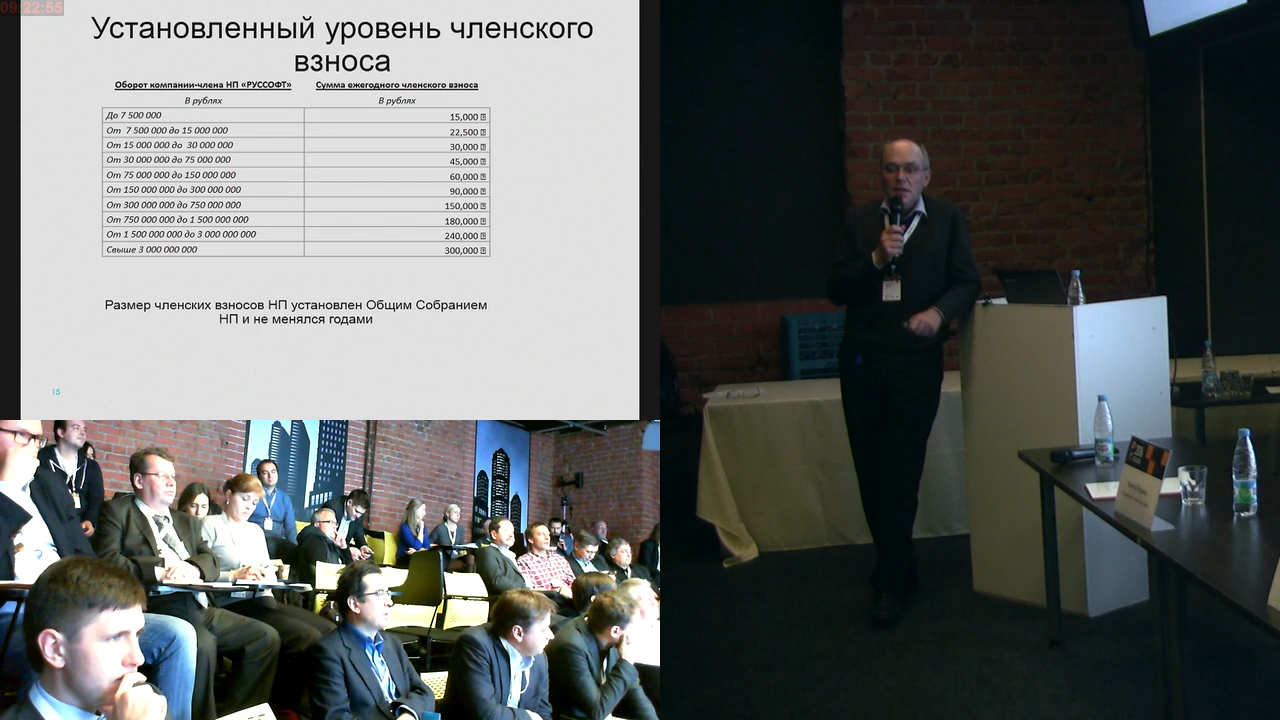 09:22:55
Установленный уровень членского
взноса
Оборот компании-члена НП «РУССОФТ» Сумма ежегодного членского взноса
В рублях В рублях
До 7 500 000 15,000
От 7 500 000 до 15 000 000 22,500
От 15 000 000 до 30 000 000 30,000
От 30 000 000 до 75 000 000 45,000
От 75 000 000 до 150 000 000 60,000
От 150 000 000 до 300 000 000 90,000
От 300 000 000 до 750 000 000 150,000
От 750 000 000 до 1 500 000 000 180,000
От 1 500 000 000 до 3 000 000 000 240,000
Свыше 3 000 000 000 300,000
Размер членских взносов НП установлен Общим Собранием
НП и не менялся годами
15